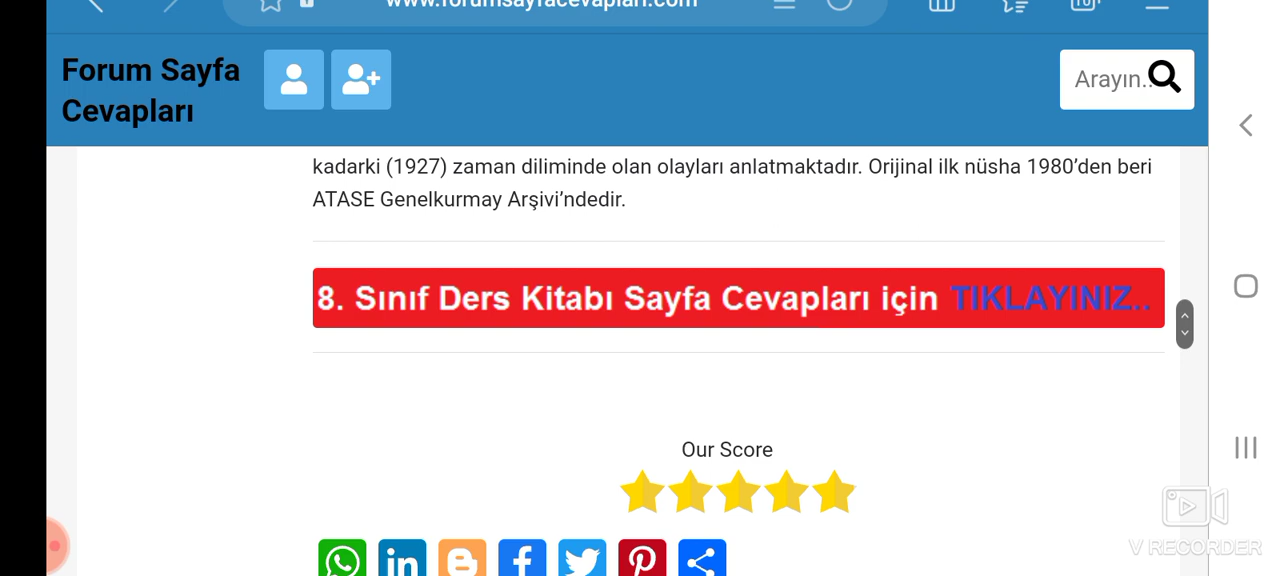 www.forumsayfacevaplari.com
Forum Sayfa
Cevapları
Arayın..
kadarki (1927) zaman diliminde olan olayları anlatmaktadır. Orijinal ilk nüsha 1980’den beri
ATASE Genelkurmay Arşivi’ndedir.
8. Sınıf Ders Kitabı Sayfa Cevapları için TIKLAYINIZ..
Our Score
V RECORDER